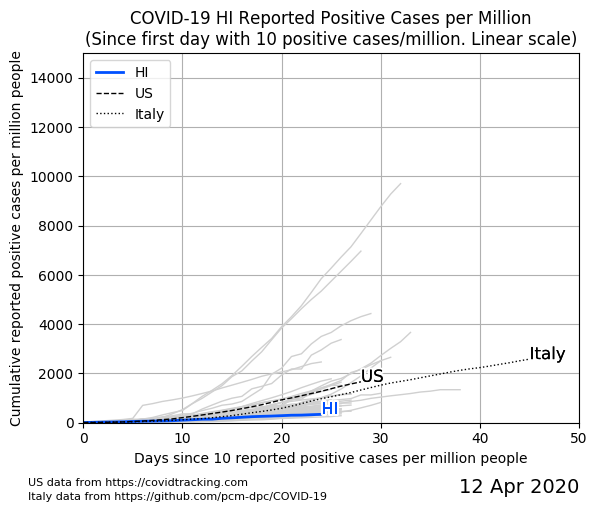 COVID-19 HI Reported Positive Cases per Million
(Since first day with 10 positive cases/million. Linear scale)
Cumulative reported positive cases per million people
14000
12000
10000
8000
6000
4000
2000
0
HI
US
Italy
Italy
US
HI
0 10 20 30 40 50
Days since 10 reported positive cases per million people
US data from https://covidtracking.com
Italy data from https://github.com/pcm-dpc/COVID-19
12 Apr 2020